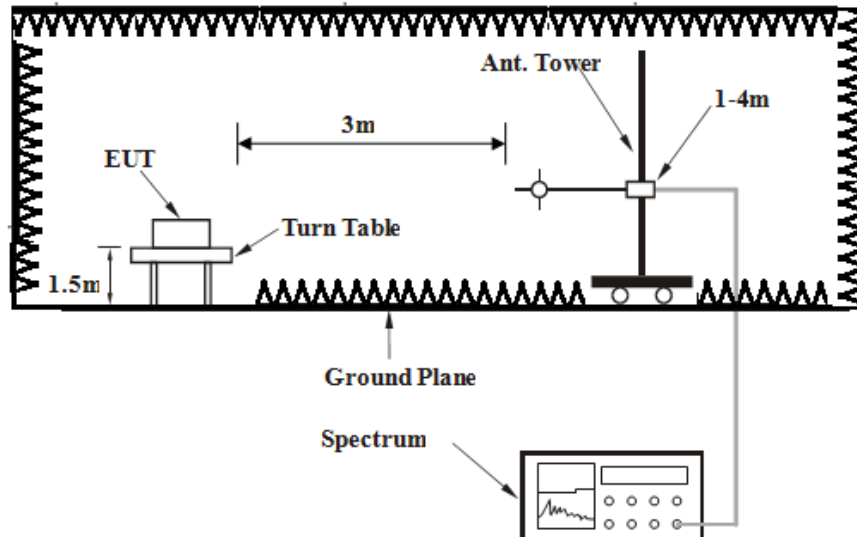 Ant. Tower
1-4m
3m
EUT
Turn Table
1.5m
Ground Plane
Spectrum